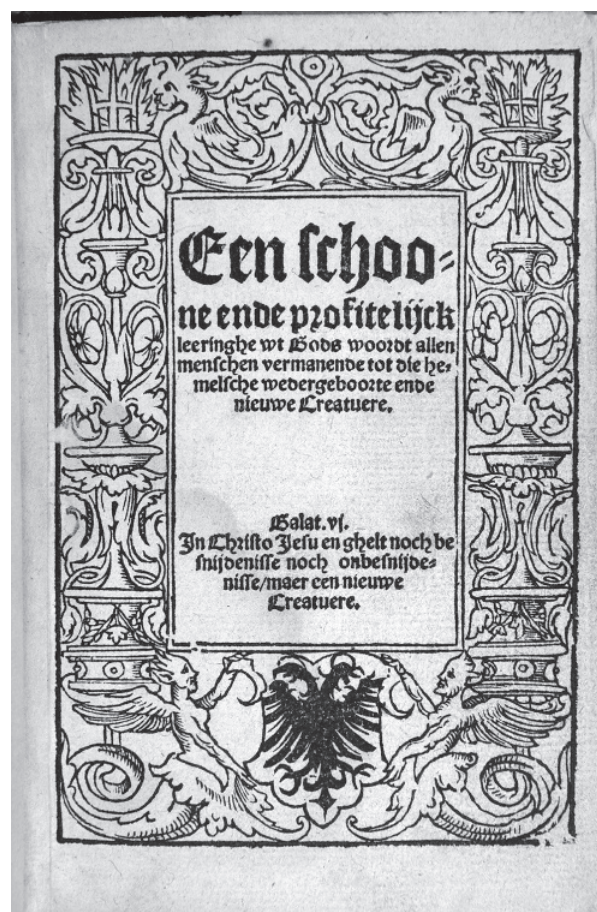 Een schoo⸗
ne ende profitelijck
leeringhe wt Gods woordt allen
menschen vermanende tot die he⸗
melsche wedergeboorte ende
nieuwe Creatuere.
Galat. vj.
In Christo Jesu en ghelt noch be
snijdenisse noch onbesnijde⸗
nisse/maer een nieuwe
Creatuere.